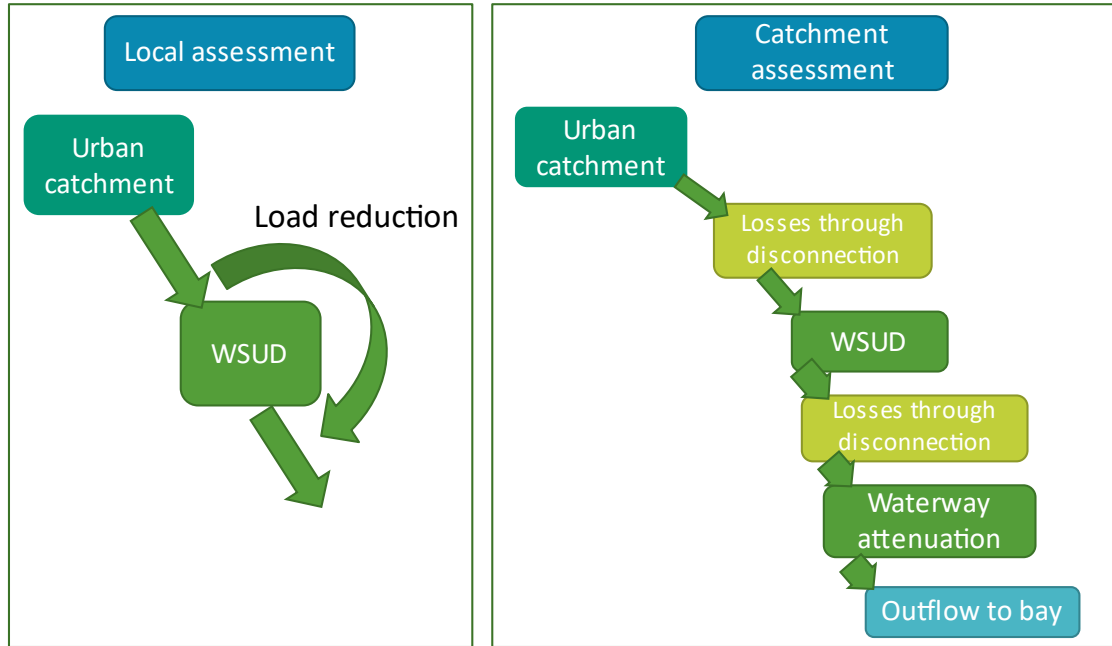 Local assessment
Urban
catchment
Load reduction
WSUD
Catchment
assessment
Urban
catchment
Losses through
disconnection
WSUD
Losses through
disconnection
Waterway
attenuation
Outflow to bay